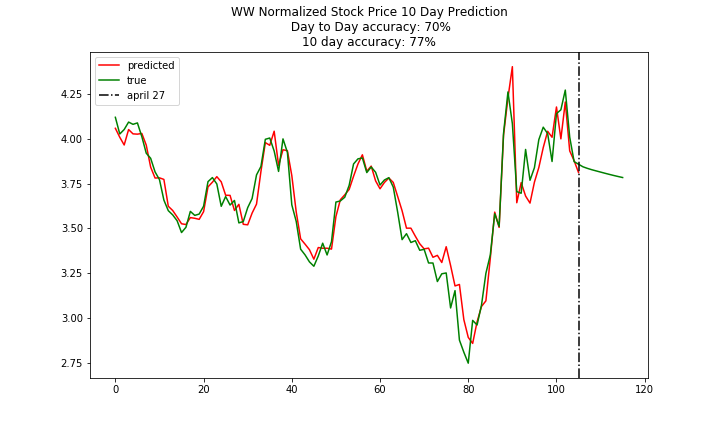 WW Normalized Stock Price 10 Day Prediction
Day to Day accuracy: 70%
10 day accuracy: 77%
predicted
true
april 27
4.25
4.00
3.75
3.50
3.25
3.00
2.75
0 20 40 60 80 100 120